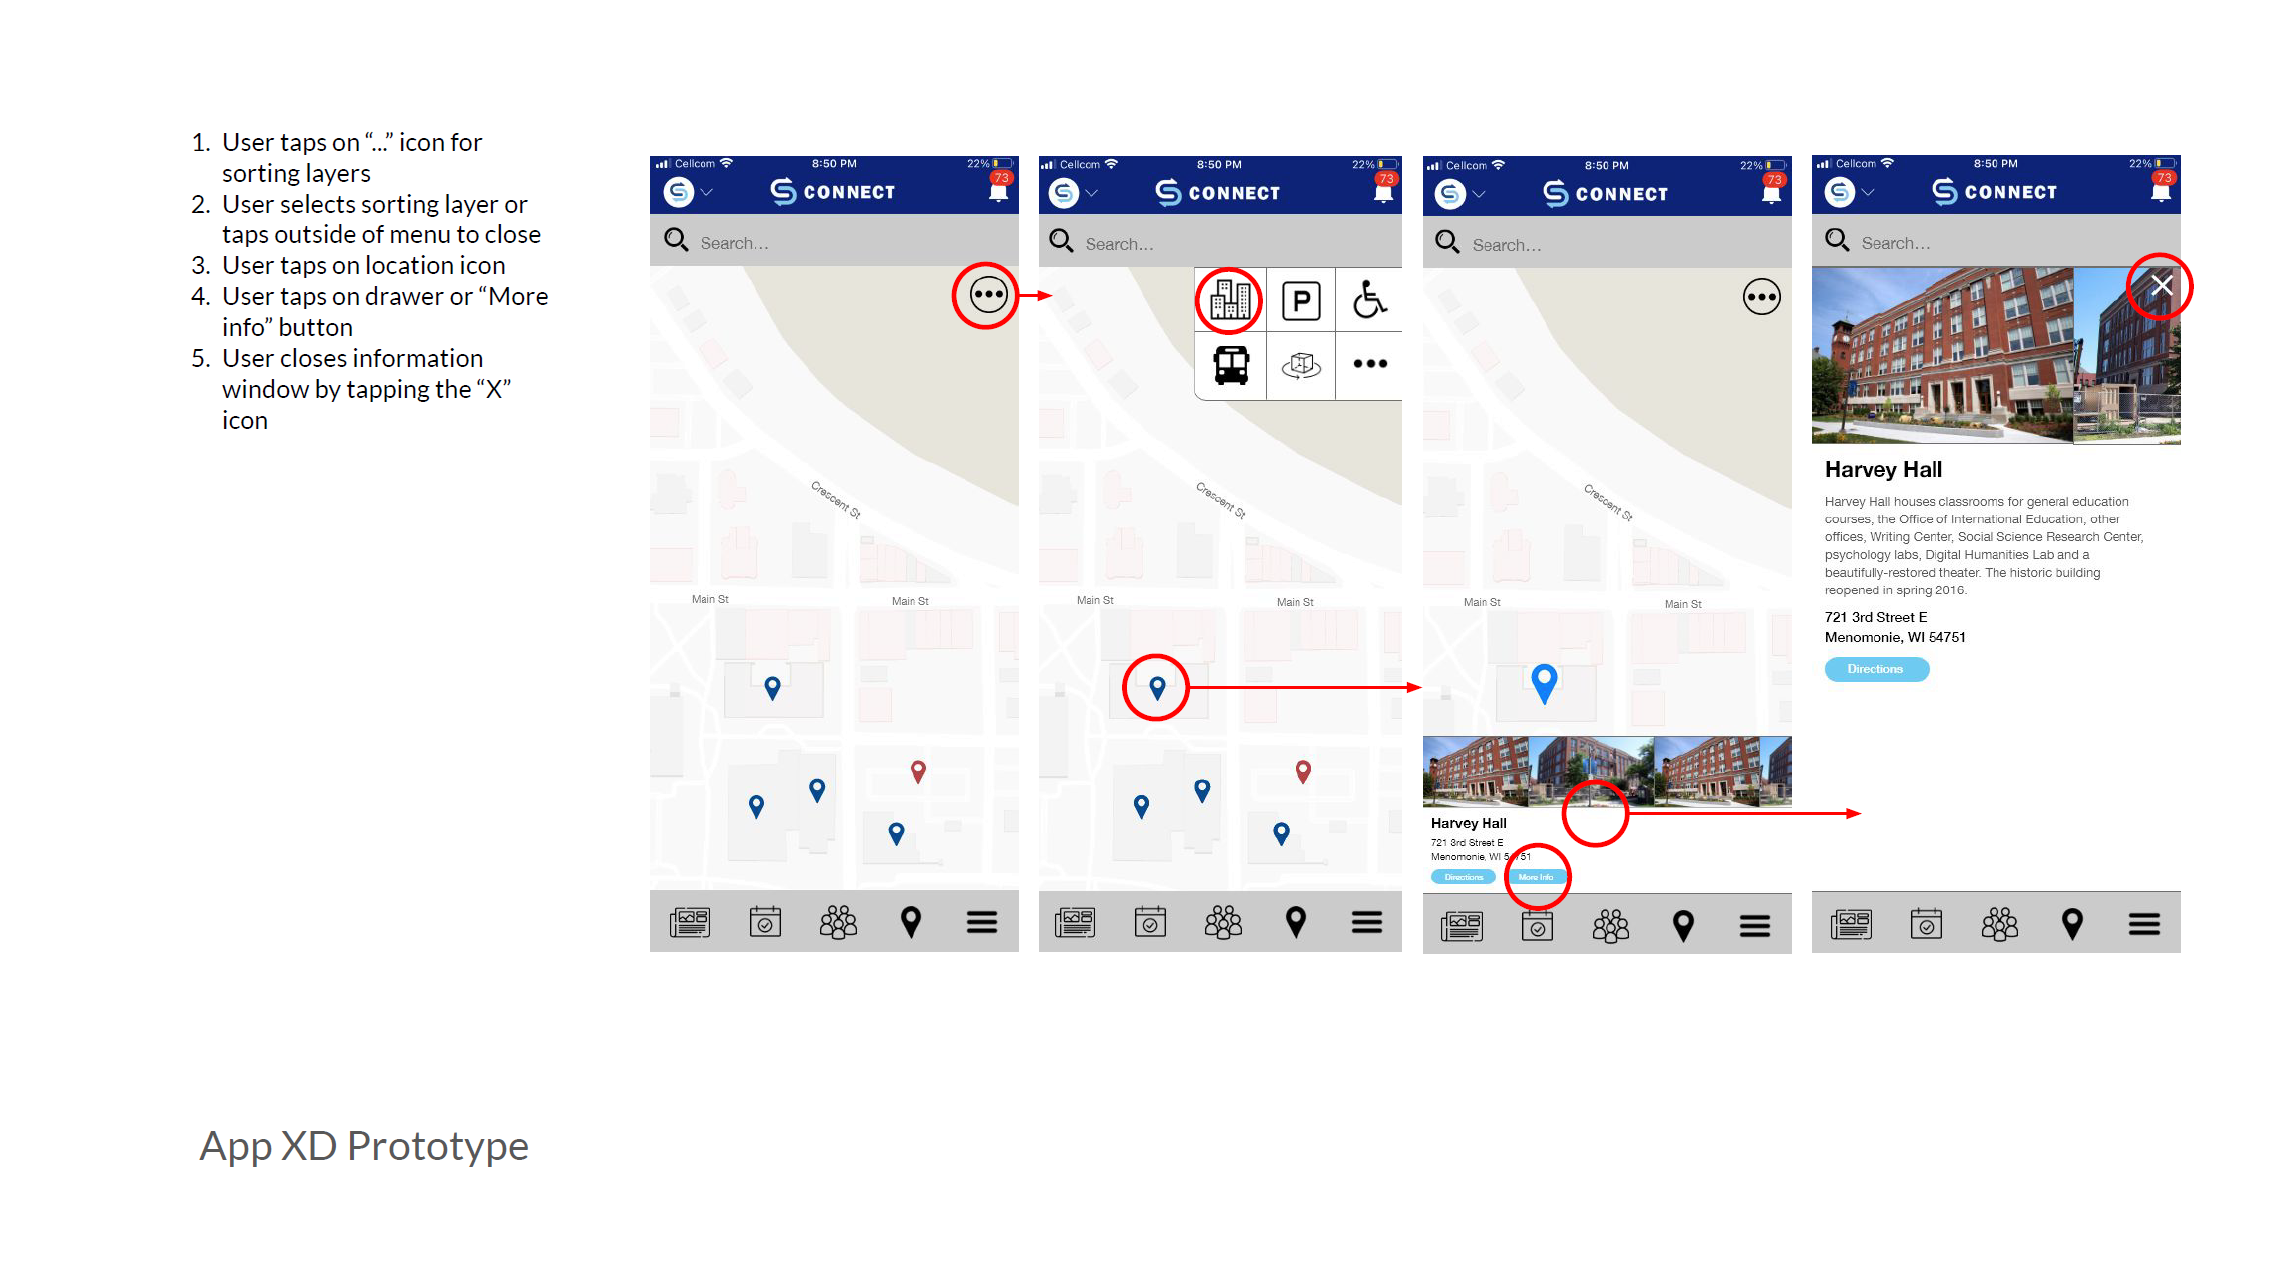 1. User taps on “...” icon for
sorting layers
2. User selects sorting layer or
taps outside of menu to close
3. User taps on location icon
4. User taps on drawer or “More
info” button
5. User closes information
window by tapping the “X”
icon
Cellcom 8:50 PM 22%
CONNECT 73
Search...
Crescent St
Main St Main St
Cellcom 8:50 PM 22%
CONNECT 73
Search...
P
Crescent St
Main St Main St
Cellcom 8:50 PM 22%
CONNECT 73
Search...
Crescent St
Main St Main St
Harvey Hall
721 3rd Street E
Menomonie, WI 54751
Directions More Info
Cellcom 8:50 PM 22%
CONNECT 73
Search...
Harvey Hall
Harvey Hall houses classrooms for general education
courses, the Office of International Education, other
offices, Writing Center, Social Science Research Center,
psychology labs, Digital Humanities Lab and a
beautifully-restored theater. The historic building
reopened in spring 2016.
721 3rd Street E
Menomonie, WI 54751
Directions
App XD Prototype